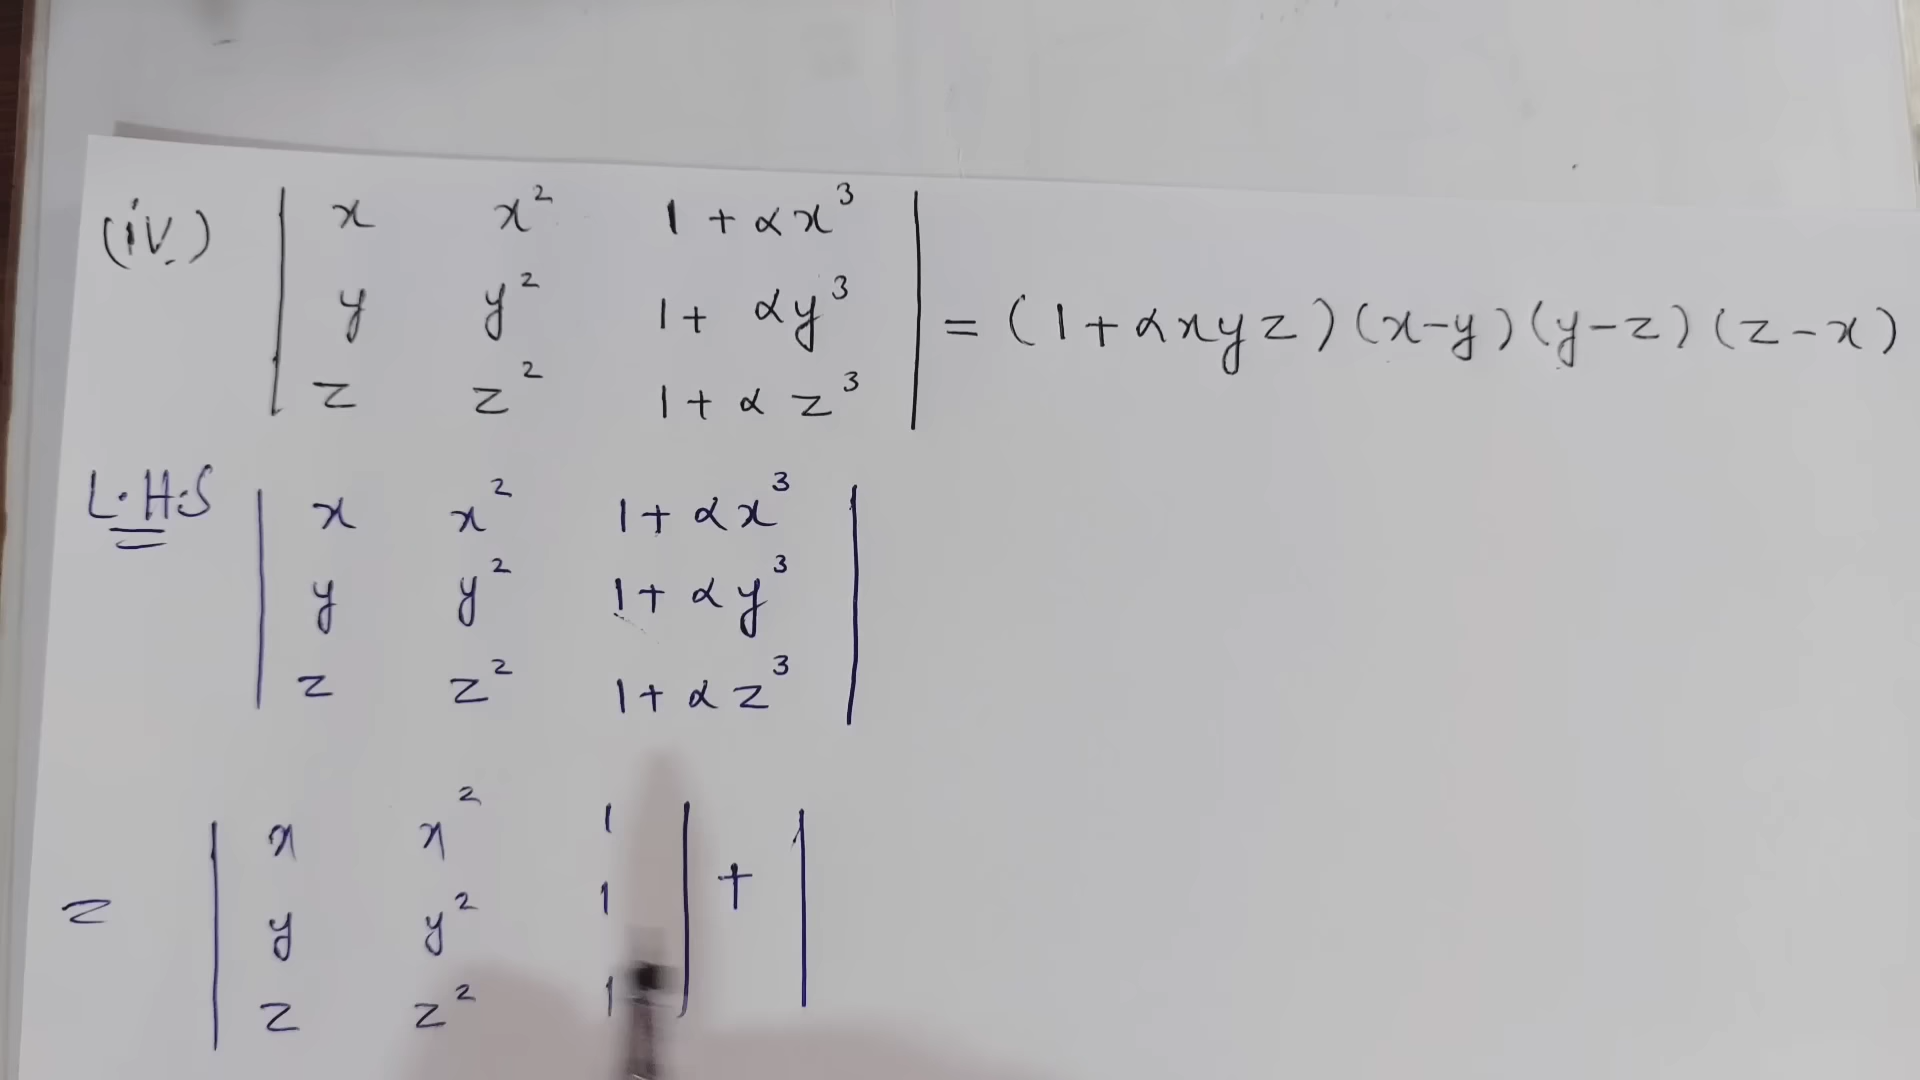 (iv.) | x x² 1 + αx³ |
| y y² 1 + αy³ | = (1 + αxyz)(x-y)(y-z)(z-x)
| z z² 1 + αz³ |
L.H.S | x x² 1 + αx³ |
| y y² 1 + αy³ |
| z z² 1 + αz³ |
| x x² 1 | |
= | y y² 1 | + |
| z z² 1 | |